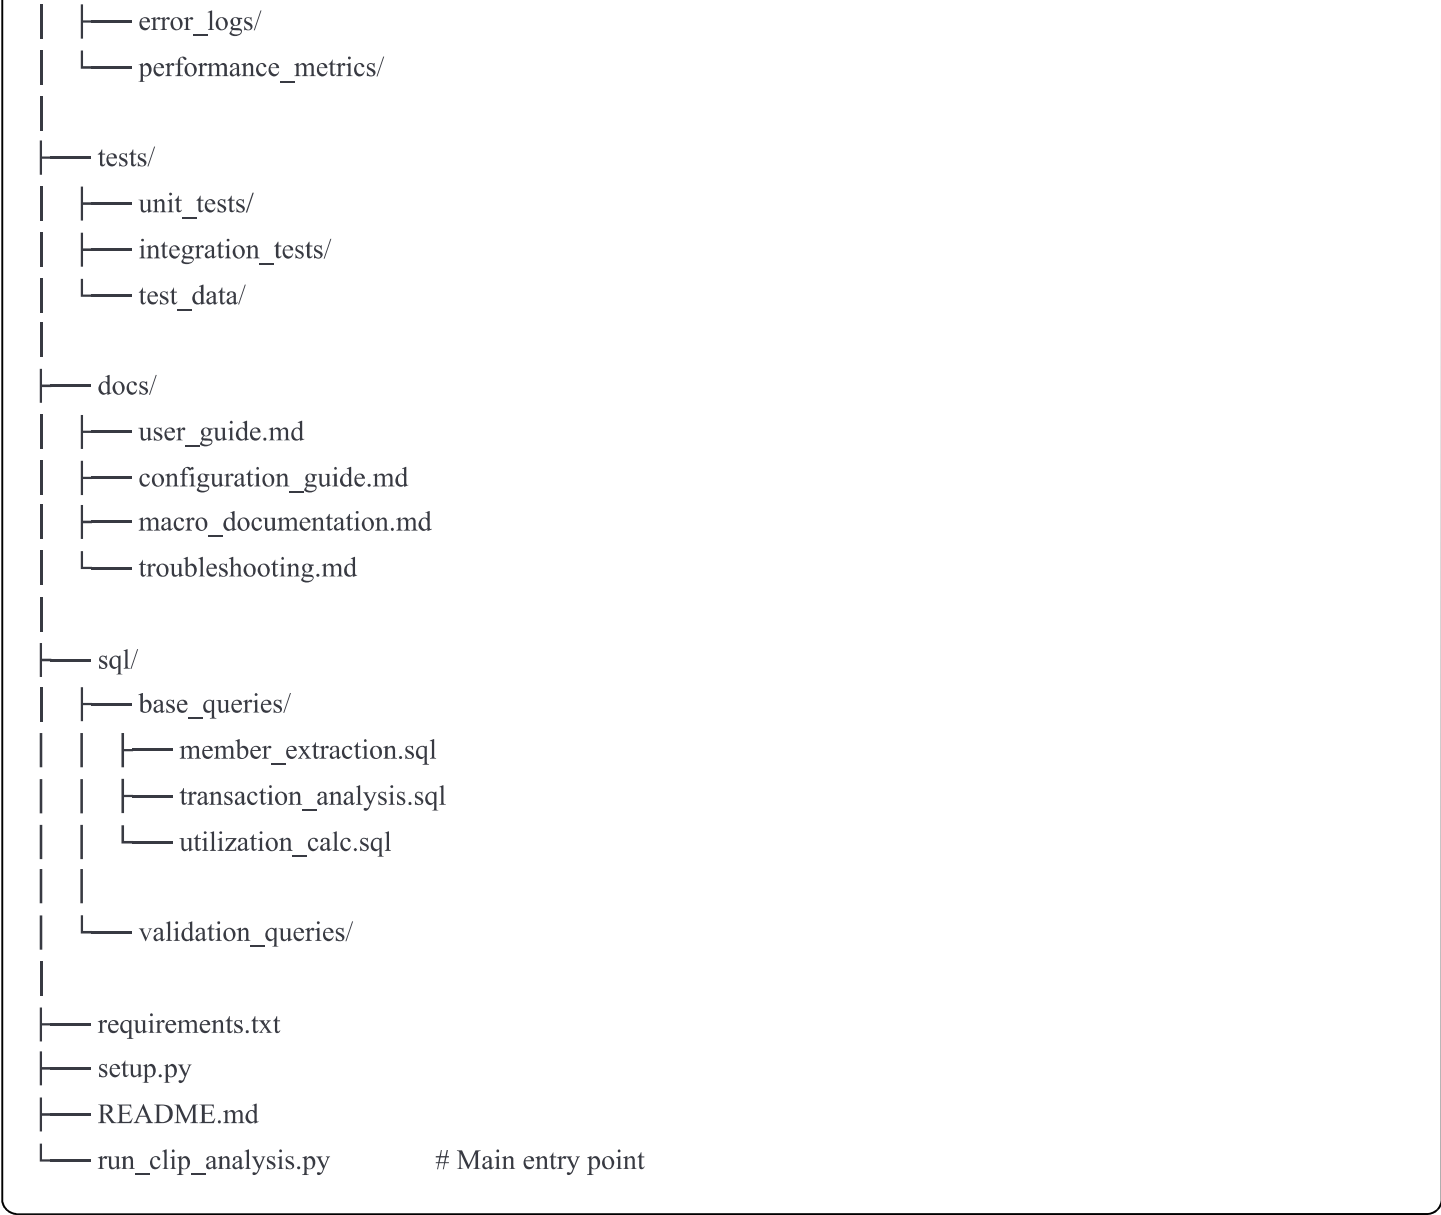 │   ├── error_logs/
│   └── performance_metrics/
│
├── tests/
│   ├── unit_tests/
│   ├── integration_tests/
│   └── test_data/
│
├── docs/
│   ├── user_guide.md
│   ├── configuration_guide.md
│   ├── macro_documentation.md
│   └── troubleshooting.md
│
├── sql/
│   ├── base_queries/
│   │   ├── member_extraction.sql
│   │   ├── transaction_analysis.sql
│   │   └── utilization_calc.sql
│   │
│   └── validation_queries/
│
├── requirements.txt
├── setup.py
├── README.md
└── run_clip_analysis.py    # Main entry point